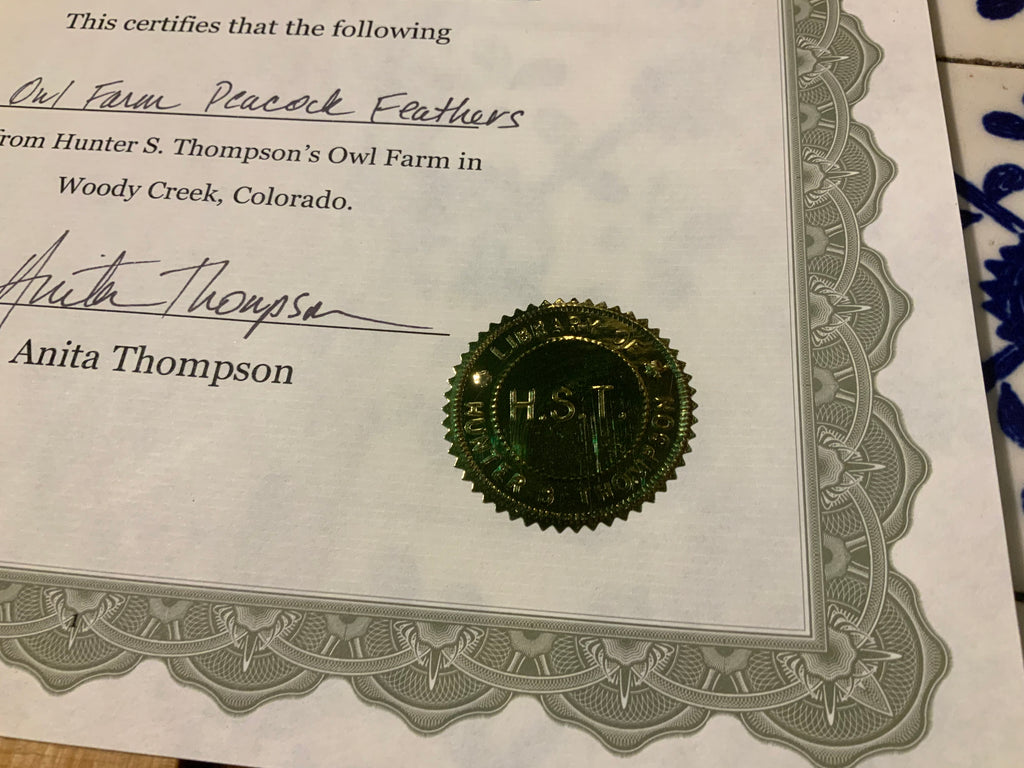 This certifies that the following
Owl Farm Peacock Feathers
from Hunter S. Thompson's Owl Farm in
Woody Creek, Colorado.
Anita Thompson
Anita Thompson
LIBRARY OF
H.S.T.
HUNTER S. THOMPSON